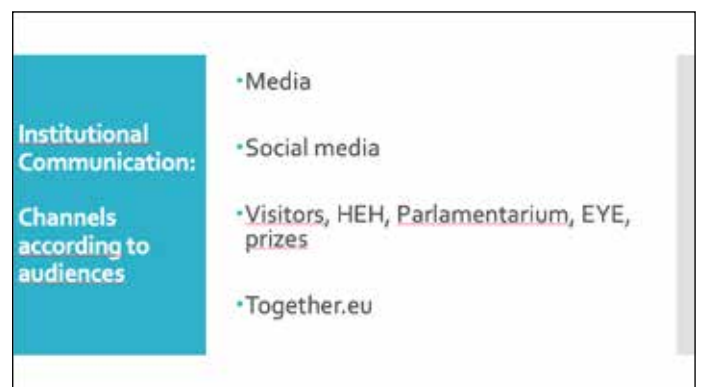 Institutional
Communication:
Channels
according to
audiences
•Media
•Social media
•Visitors, HEH, Parlamentarium, EYE,
prizes
•Together.eu